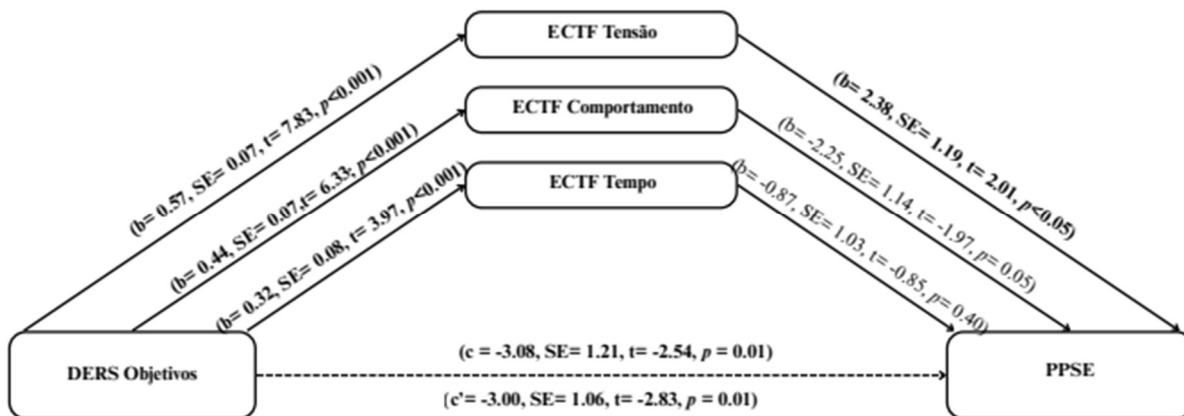 ECTF Tensão
(b= 0.57, SE= 0.07, t= 7.83, p<0.001)
(b= 2.38, SE= 1.19, t= 2.01, p<0.05)
ECTF Comportamento
(b= 0.44, SE= 0.07,t= 6.33; p<0.001)
(b= -2.25, SE= 1.14, t= -1.97, p= 0.05)
ECTF Tempo
(b= 0.32, SE= 0.08, t= 3.97, p<0.001)
(b= -0.87, SE= 1.03, t= -0.85, p= 0.40)
DERS Objetivos
(c = -3.08, SE= 1.21, t= -2.54, p = 0.01)
(c’= -3.00, SE= 1.06, t= -2.83, p = 0.01)
PPSE